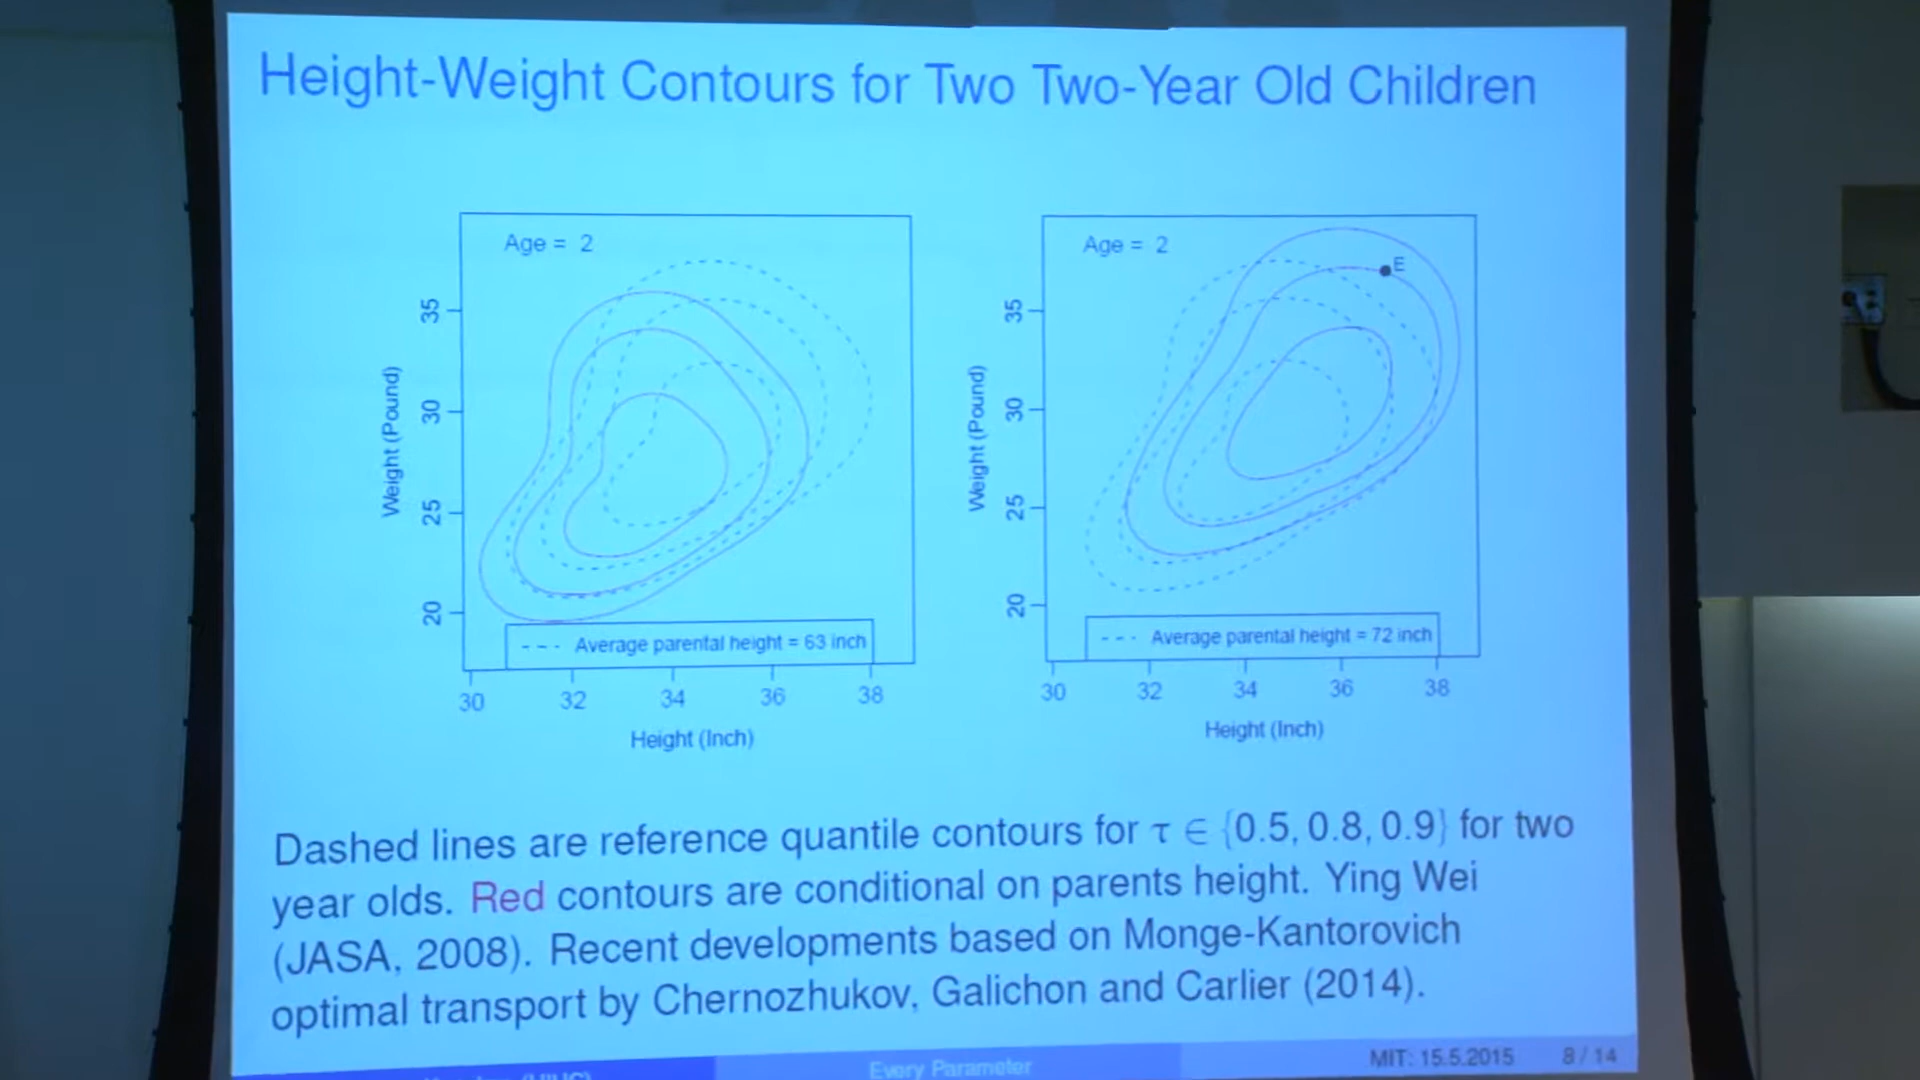 Height-Weight Contours for Two Two-Year Old Children
Age = 2
35
30
25
20
Weight (Pound)
- - - Average parental height = 63 inch
30 32 34 36 38
Height (Inch)
Age = 2
E
35
30
25
20
Weight (Pound)
- - - Average parental height = 72 inch
30 32 34 36 38
Height (Inch)
Dashed lines are reference quantile contours for τ ∈ {0.5, 0.8, 0.9} for two
year olds. Red contours are conditional on parents height. Ying Wei
(JASA, 2008). Recent developments based on Monge-Kantorovich
optimal transport by Chernozhukov, Galichon and Carlier (2014).
Every Parameter
MIT: 15.5.2015 8 / 14